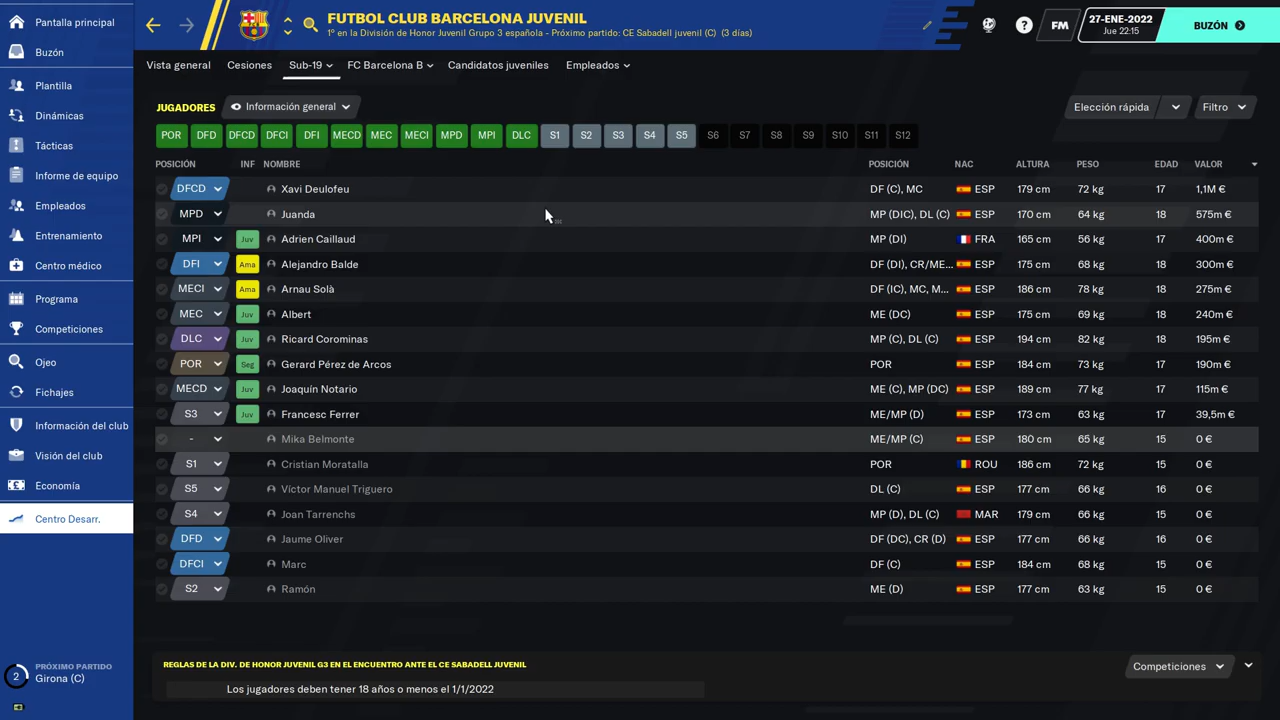 Pantalla principal
Buzón
Plantilla
Dinámicas
Tácticas
Informe de equipo
Empleados
Entrenamiento
Centro médico
Programa
Competiciones
Ojeo
Fichajes
Información del club
Visión del club
Economía
Centro Desarr.
PRÓXIMO PARTIDO
2 Girona (C)
FUTBOL CLUB BARCELONA JUVENIL
1º en la División de Honor Juvenil Grupo 3 española - Próximo partido: CE Sabadell juvenil (C) (3 días)
FM
27-ENE-2022
Jue 22:15
BUZÓN
Vista general Cesiones Sub-19 FC Barcelona B Candidatos juveniles Empleados
JUGADORES Información general Elección rápida Filtro
POR DFD DFCD DFCI DFI MECD MEC MECI MPD MPI DLC S1 S2 S3 S4 S5 S6 S7 S8 S9 S10 S11 S12
POSICIÓN INF NOMBRE POSICIÓN NAC ALTURA PESO EDAD VALOR
DFCD Xavi Deulofeu DF (C), MC ESP 179 cm 72 kg 17 1,1M €
MPD Juanda MP (DIC), DL (C) ESP 170 cm 64 kg 18 575m €
MPI Juv Adrien Caillaud MP (DI) FRA 165 cm 56 kg 17 400m €
DFI Ama Alejandro Balde DF (DI), CR/ME... ESP 175 cm 68 kg 18 300m €
MECI Ama Arnau Solà DF (IC), MC, M... ESP 186 cm 78 kg 18 275m €
MEC Juv Albert ME (DC) ESP 175 cm 69 kg 18 240m €
DLC Juv Ricard Corominas MP (C), DL (C) ESP 194 cm 82 kg 18 195m €
POR Seg Gerard Pérez de Arcos POR ESP 184 cm 73 kg 17 190m €
MECD Juv Joaquín Notario ME (C), MP (DC) ESP 189 cm 77 kg 17 115m €
S3 Juv Francesc Ferrer ME/MP (D) ESP 173 cm 63 kg 17 39,5m €
- Mika Belmonte ME/MP (C) ESP 180 cm 65 kg 15 0 €
S1 Cristian Moratalla POR ROU 186 cm 72 kg 15 0 €
S5 Víctor Manuel Triguero DL (C) ESP 177 cm 66 kg 16 0 €
S4 Joan Tarrenchs MP (D), DL (C) MAR 179 cm 66 kg 15 0 €
DFD Jaume Oliver DF (DC), CR (D) ESP 177 cm 66 kg 16 0 €
DFCI Marc DF (C) ESP 184 cm 68 kg 15 0 €
S2 Ramón ME (D) ESP 177 cm 63 kg 15 0 €
REGLAS DE LA DIV. DE HONOR JUVENIL G3 EN EL ENCUENTRO ANTE EL CE SABADELL JUVENIL
Competiciones
Los jugadores deben tener 18 años o menos el 1/1/2022